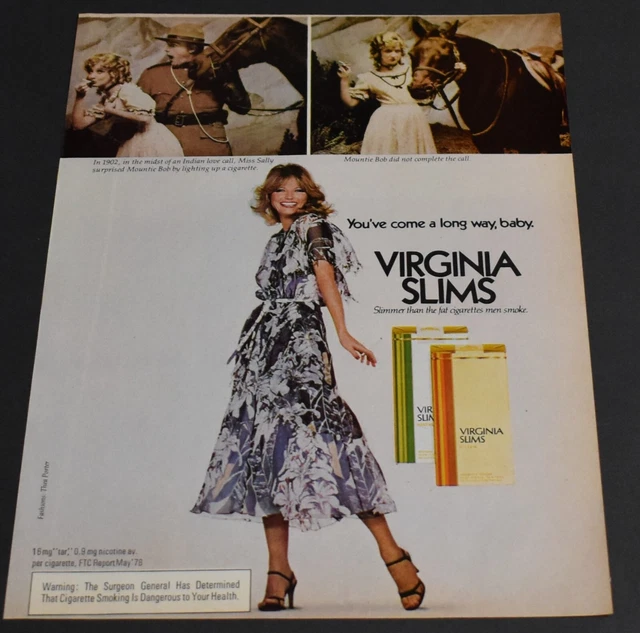 In 1902, in the midst of an Indian love call, Miss Sally
surprised Mountie Bob by lighting up a cigarette.
Mountie Bob did not complete the call.
You've come a long way, baby.
VIRGINIA
SLIMS
Slimmer than the fat cigarettes men smoke.
VIR
SLIM
VIRGINIA
SLIMS
Fashions: Thea Porter
16 mg "tar," 0.9 mg nicotine av.
per cigarette, FTC Report May '78
Warning: The Surgeon General Has Determined
That Cigarette Smoking Is Dangerous to Your Health.